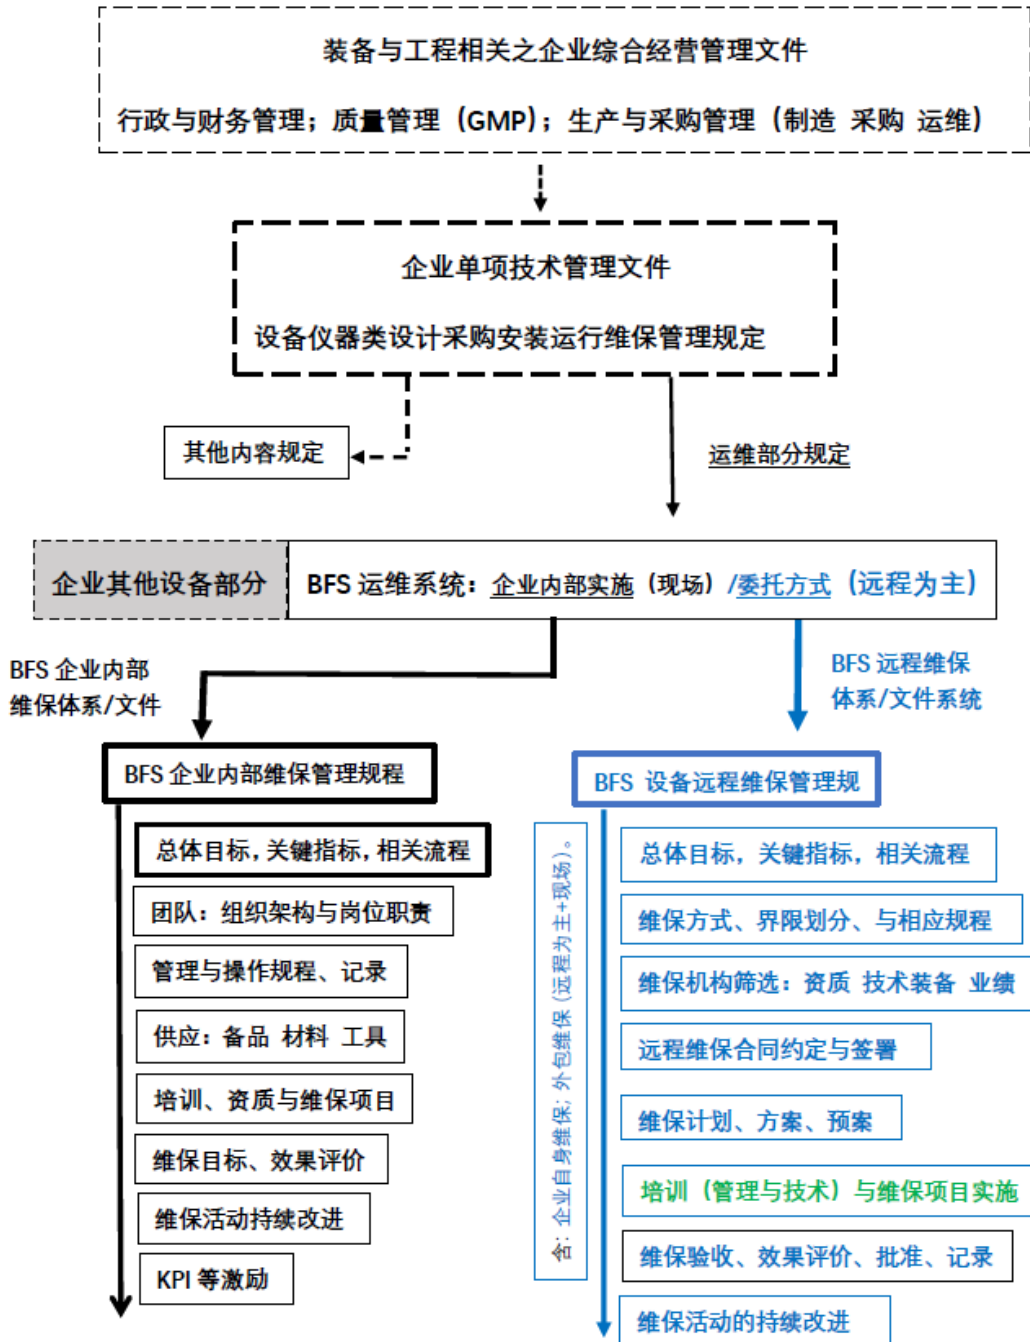 装备与工程相关之企业综合经营管理文件
行政与财务管理；质量管理（GMP）；生产与采购管理（制造 采购 运维）
企业单项技术管理文件
设备仪器类设计采购安装运行维保管理规定
其他内容规定
运维部分规定
企业其他设备部分
BFS 运维系统：企业内部实施（现场）/委托方式（远程为主）
BFS 企业内部
维保体系/文件
BFS 远程维保
体系/文件系统
BFS 企业内部维保管理规程
总体目标，关键指标，相关流程
团队：组织架构与岗位职责
管理与操作规程、记录
供应：备品 材料 工具
培训、资质与维保项目
维保目标、效果评价
维保活动持续改进
KPI 等激励
BFS 设备远程维保管理规
含：企业自身维保；外包维保（远程为主+现场）。
总体目标，关键指标，相关流程
维保方式、界限划分、与相应规程
维保机构筛选：资质 技术装备 业绩
远程维保合同约定与签署
维保计划、方案、预案
培训（管理与技术）与维保项目实施
维保验收、效果评价、批准、记录
维保活动的持续改进